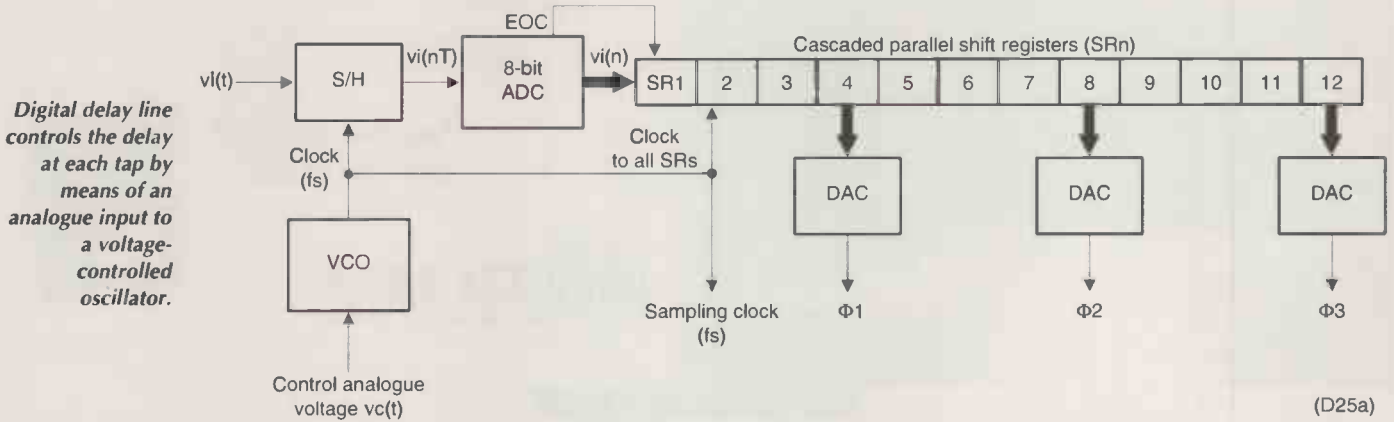 Digital delay line
controls the delay
at each tap by
means of an
analogue input to
a voltage-
controlled
oscillator.
EOC
vi(t)
S/H
vi(nT)
8-bit
ADC
vi(n)
Cascaded parallel shift registers (SRn)
SR1 2 3 4 5 6 7 8 9 10 11 12
Clock
(fs)
Clock
to all SRs
DAC DAC DAC
VCO
Sampling clock
(fs)
Φ1 Φ2 Φ3
Control analogue
voltage vc(t)
(D25a)